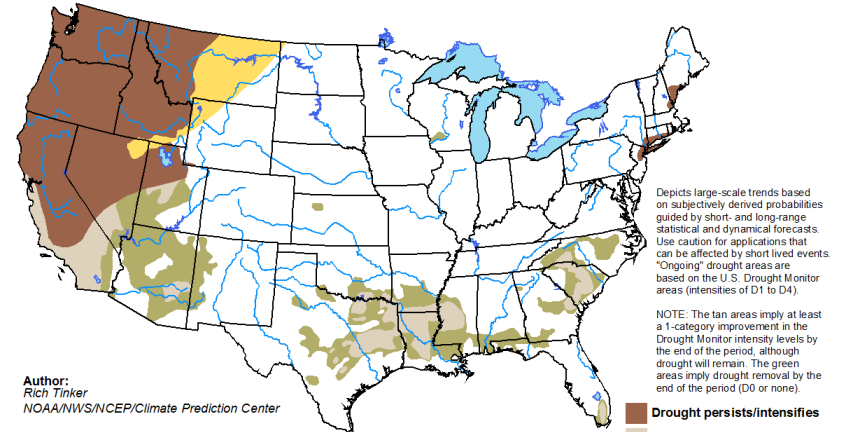 Depicts large-scale trends based
on subjectively derived probabilities
guided by short- and long-range
statistical and dynamical forecasts.
Use caution for applications that
can be affected by short lived events.
"Ongoing" drought areas are
based on the U.S. Drought Monitor
areas (intensities of D1 to D4).
NOTE: The tan areas imply at least
a 1-category improvement in the
Drought Monitor intensity levels by
the end of the period, although
drought will remain. The green
areas imply drought removal by the
end of the period (D0 or none).
Author:
Rich Tinker
NOAA/NWS/NCEP/Climate Prediction Center
Drought persists/intensifies